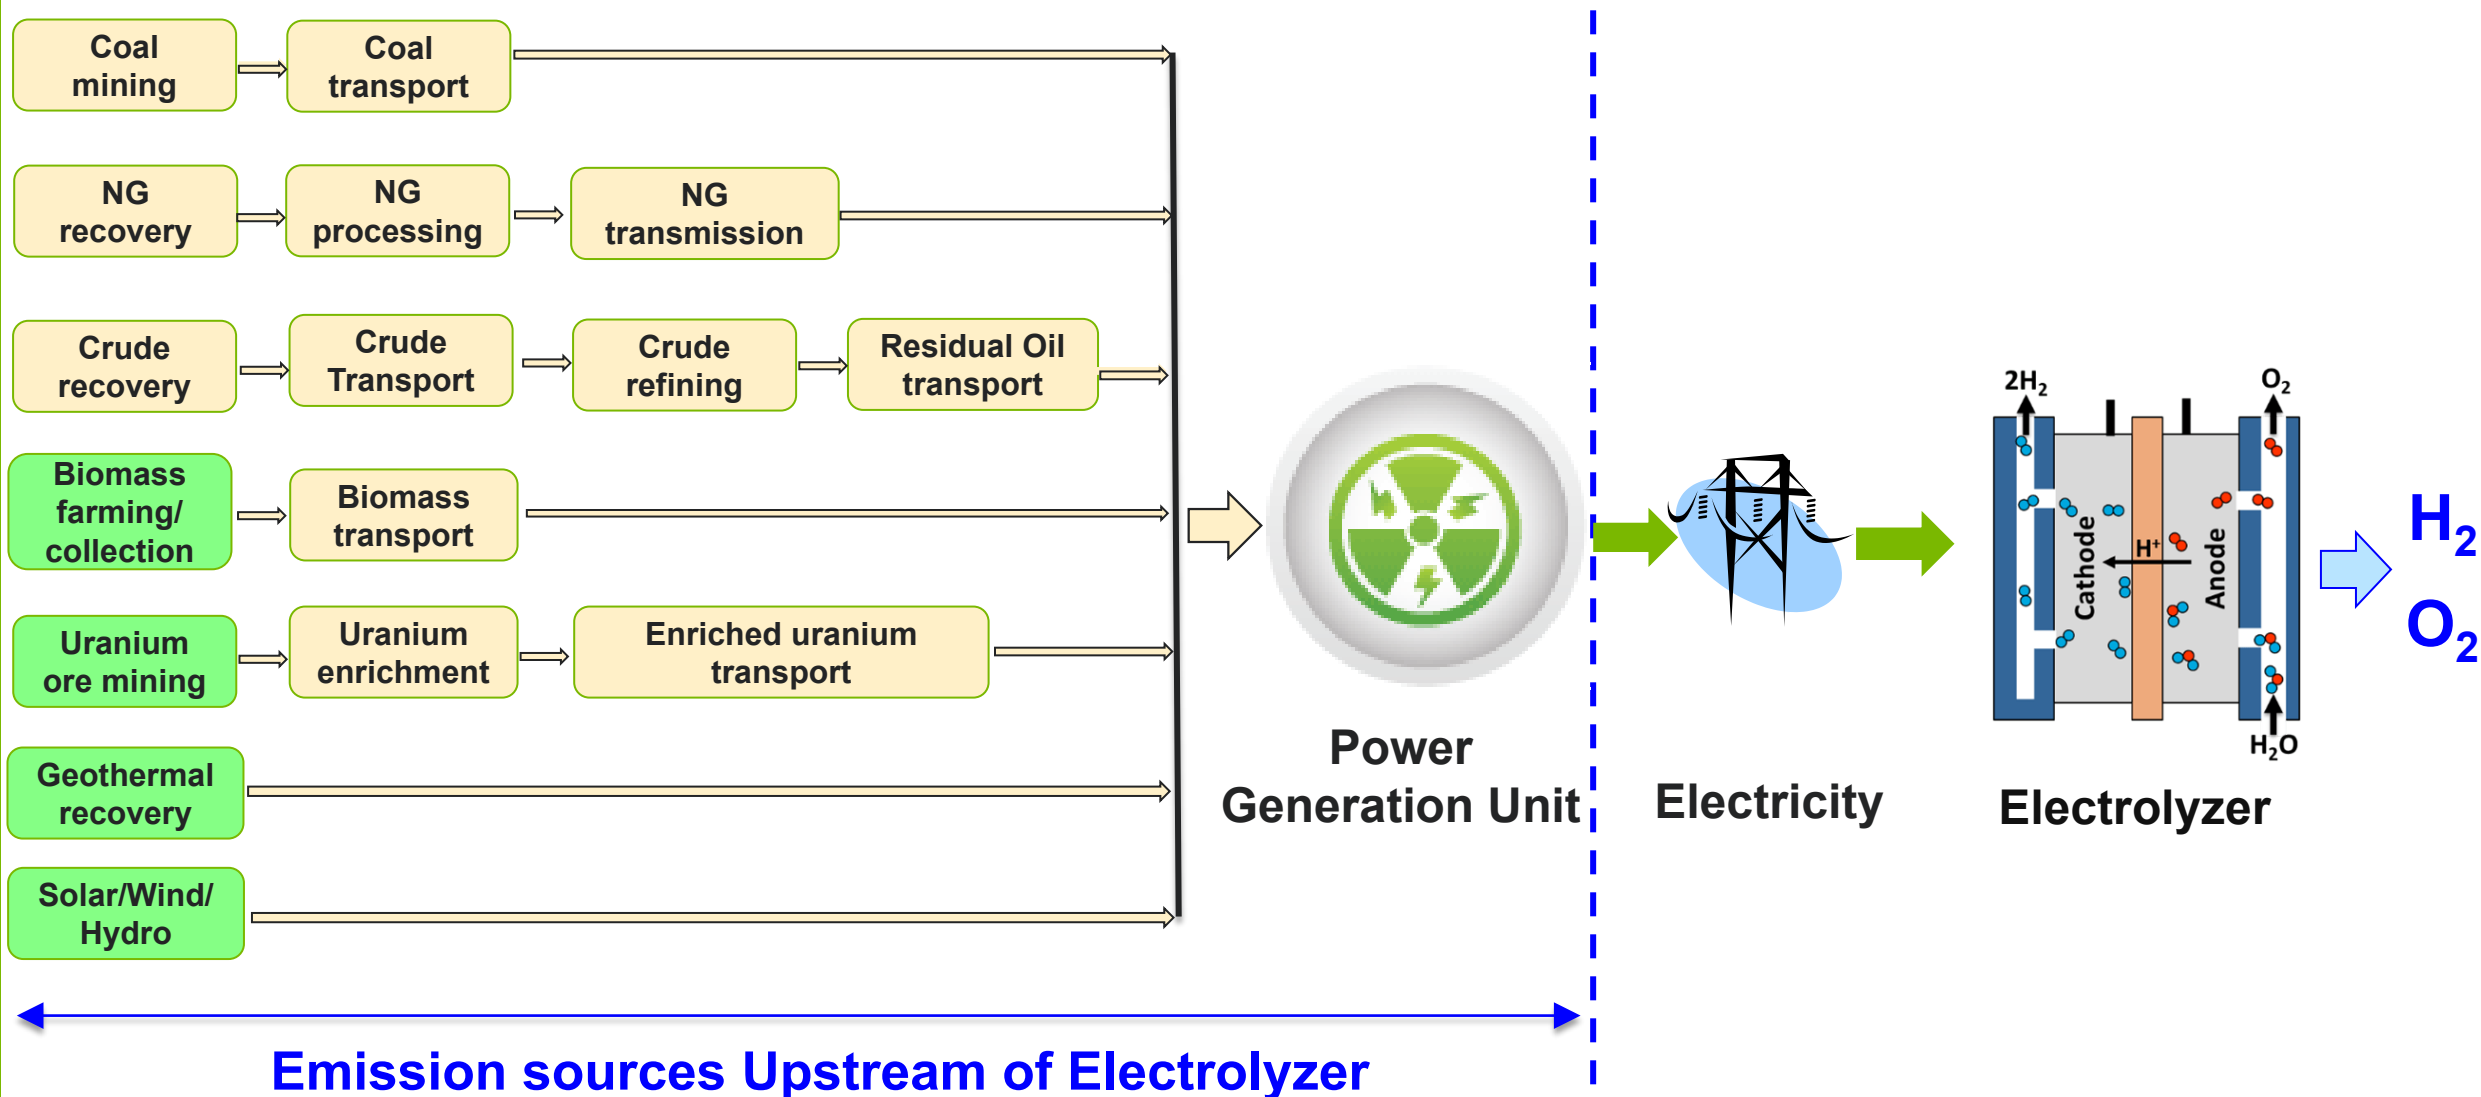 Coal
mining
Coal
transport
NG
recovery
NG
processing
NG
transmission
Crude
recovery
Crude
Transport
Crude
refining
Residual Oil
transport
Biomass
farming/
collection
Biomass
transport
Uranium
ore mining
Uranium
enrichment
Enriched uranium
transport
Geothermal
recovery
Solar/Wind/
Hydro
Power
Generation Unit
Electricity
2H₂
O₂
Cathode
H⁺
Anode
H₂O
Electrolyzer
H₂
O₂
Emission sources Upstream of Electrolyzer